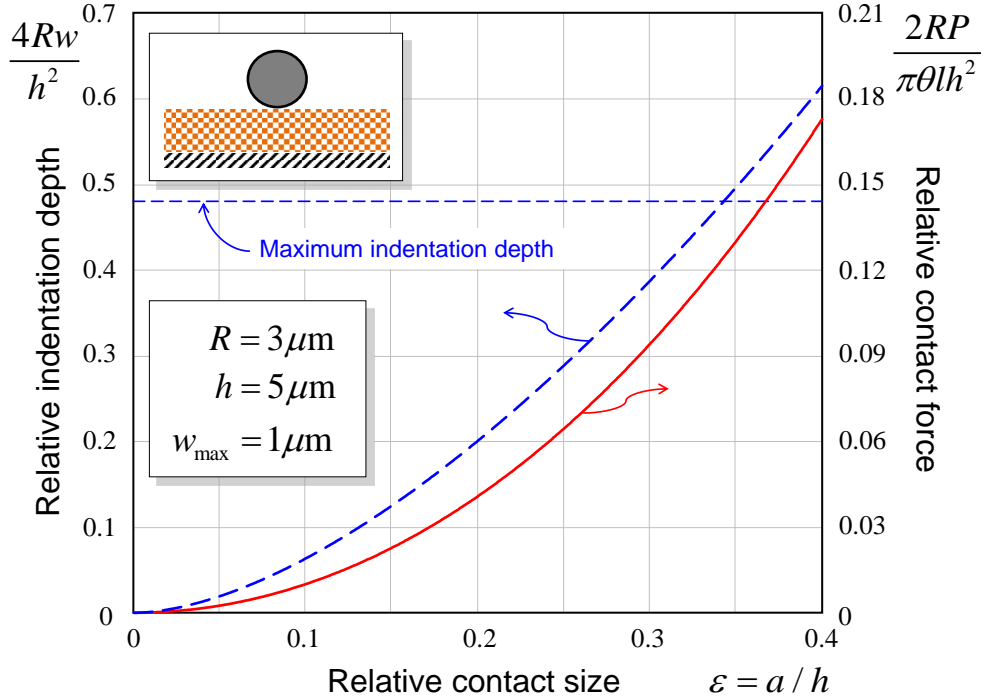 4Rw
h²
Relative indentation depth
0.7
0.6
0.5
0.4
0.3
0.2
0.1
0
Maximum indentation depth
R = 3μm
h = 5μm
w_max = 1μm
0
0.1
0.2
0.3
0.4
Relative contact size
ε = a / h
0.21
0.18
0.15
0.12
0.09
0.06
0.03
0
2RP
πθlh²
Relative contact force